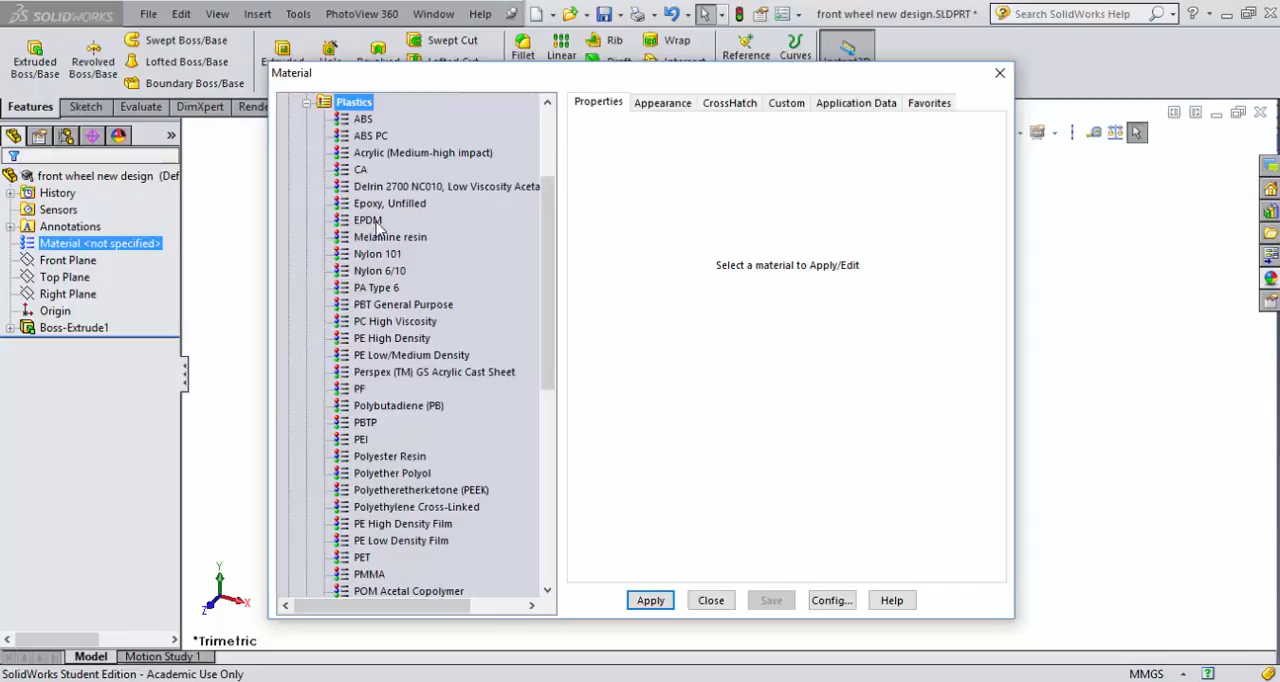 SOLIDWORKS File Edit View Insert Tools PhotoView 360 Window Help front wheel new design.SLDPRT * Search SolidWorks Help
Extruded Boss/Base
Revolved Boss/Base
Swept Boss/Base
Lofted Boss/Base
Boundary Boss/Base
Swept Cut
Fillet
Linear
Rib
Wrap
Reference
Curves
Features Sketch Evaluate DimXpert
front wheel new design (Def
History
Sensors
Annotations
Material <not specified>
Front Plane
Top Plane
Right Plane
Origin
Boss-Extrude1
Material
Plastics
ABS
ABS PC
Acrylic (Medium-high impact)
CA
Delrin 2700 NC010, Low Viscosity Aceta
Epoxy, Unfilled
EPDM
Melamine resin
Nylon 101
Nylon 6/10
PA Type 6
PBT General Purpose
PC High Viscosity
PE High Density
PE Low/Medium Density
Perspex (TM) GS Acrylic Cast Sheet
PF
Polybutadiene (PB)
PBTP
PEI
Polyester Resin
Polyether Polyol
Polyetheretherketone (PEEK)
Polyethylene Cross-Linked
PE High Density Film
PE Low Density Film
PET
PMMA
POM Acetal Copolymer
Properties Appearance CrossHatch Custom Application Data Favorites
Select a material to Apply/Edit
Apply Close Save Config... Help
Y
X
Z
*Trimetric
Model Motion Study 1
SolidWorks Student Edition - Academic Use Only
MMGS